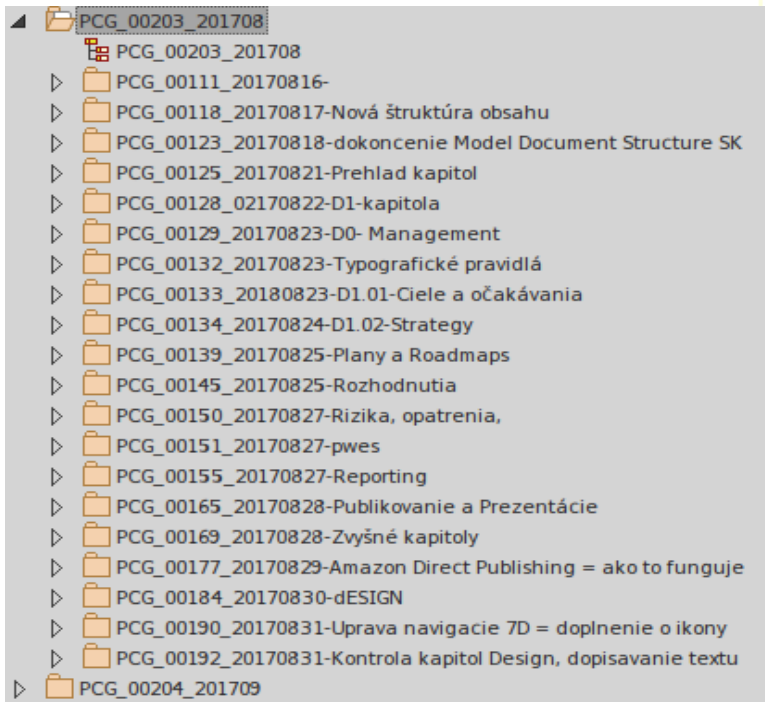 PCG_00203_201708
PCG_00203_201708
PCG_00111_20170816-
PCG_00118_20170817-Nová štruktúra obsahu
PCG_00123_20170818-dokoncenie Model Document Structure SK
PCG_00125_20170821-Prehlad kapitol
PCG_00128_02170822-D1-kapitola
PCG_00129_20170823-D0- Management
PCG_00132_20170823-Typografické pravidlá
PCG_00133_20180823-D1.01-Ciele a očakávania
PCG_00134_20170824-D1.02-Strategy
PCG_00139_20170825-Plany a Roadmaps
PCG_00145_20170825-Rozhodnutia
PCG_00150_20170827-Rizika, opatrenia,
PCG_00151_20170827-pwes
PCG_00155_20170827-Reporting
PCG_00165_20170828-Publikovanie a Prezentácie
PCG_00169_20170828-Zvyšné kapitoly
PCG_00177_20170829-Amazon Direct Publishing = ako to funguje
PCG_00184_20170830-dESIGN
PCG_00190_20170831-Uprava navigacie 7D = doplnenie o ikony
PCG_00192_20170831-Kontrola kapitol Design, dopisavanie textu
PCG_00204_201709